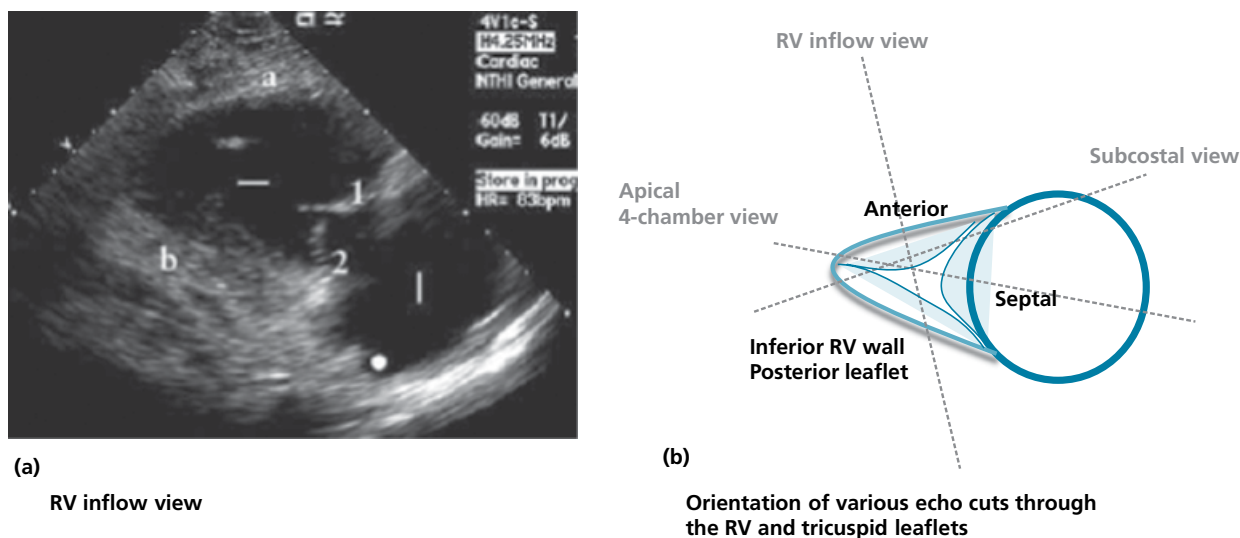 4V1c-S
H4.25MHz
Cardiac
NTHI General
-60dB T1/
Gain= 6dB
Store in prog
HR= 83bpm
a
1
b
2
(a)
RV inflow view
RV inflow view
Subcostal view
Apical
4-chamber view
Anterior
Septal
Inferior RV wall
Posterior leaflet
(b)
Orientation of various echo cuts through
the RV and tricuspid leaflets